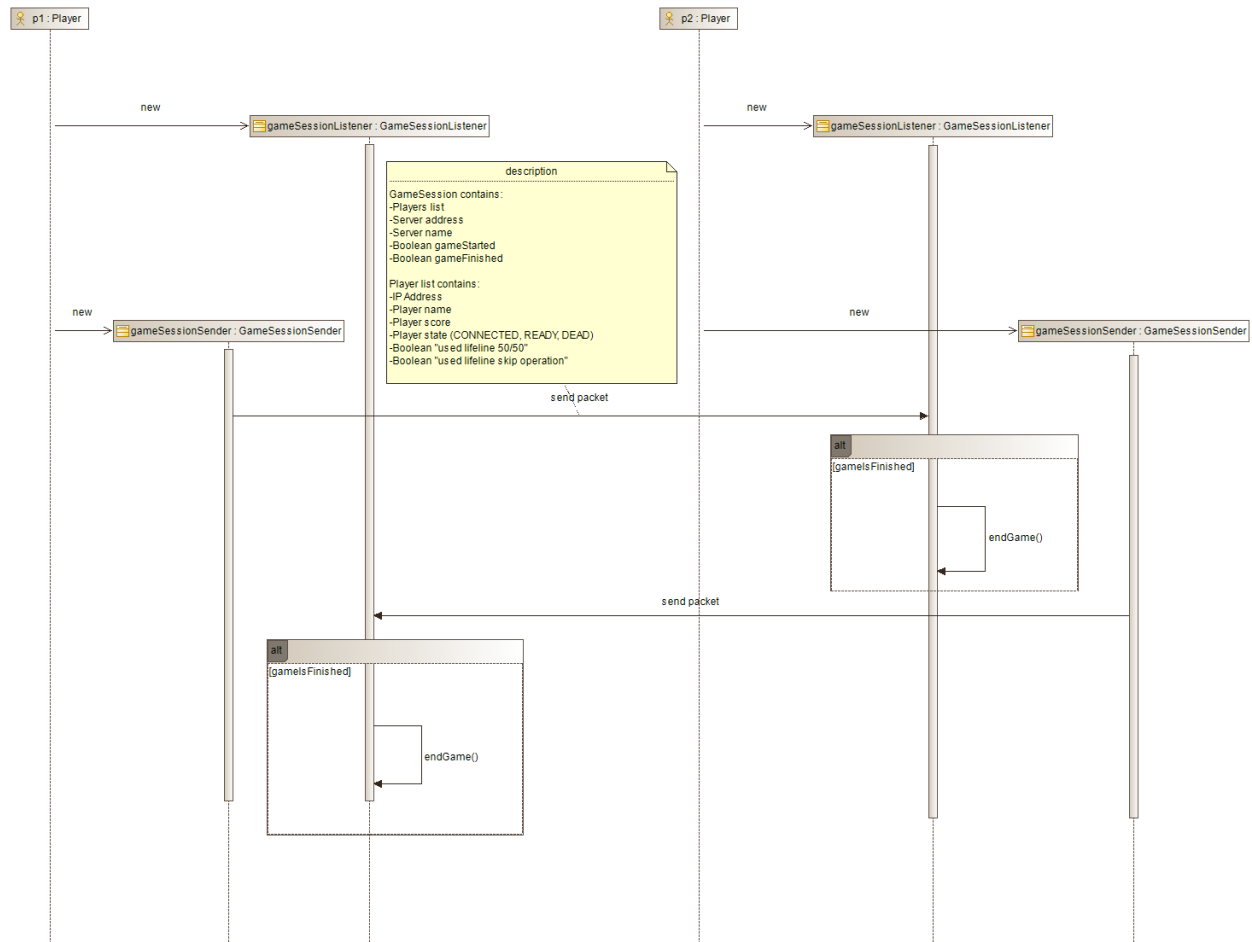 p1 : Player
p2 : Player
new
new
gameSessionListener : GameSessionListener
gameSessionListener : GameSessionListener
description
GameSession contains:
-Players list
-Server address
-Server name
-Boolean gameStarted
-Boolean gameFinished
Player list contains:
-IP Address
-Player name
-Player score
-Player state (CONNECTED, READY, DEAD)
-Boolean "used lifeline 50/50"
-Boolean "used lifeline skip operation"
new
new
gameSessionSender : GameSessionSender
gameSessionSender : GameSessionSender
send packet
alt
[gameIsFinished]
endGame()
send packet
alt
[gameIsFinished]
endGame()